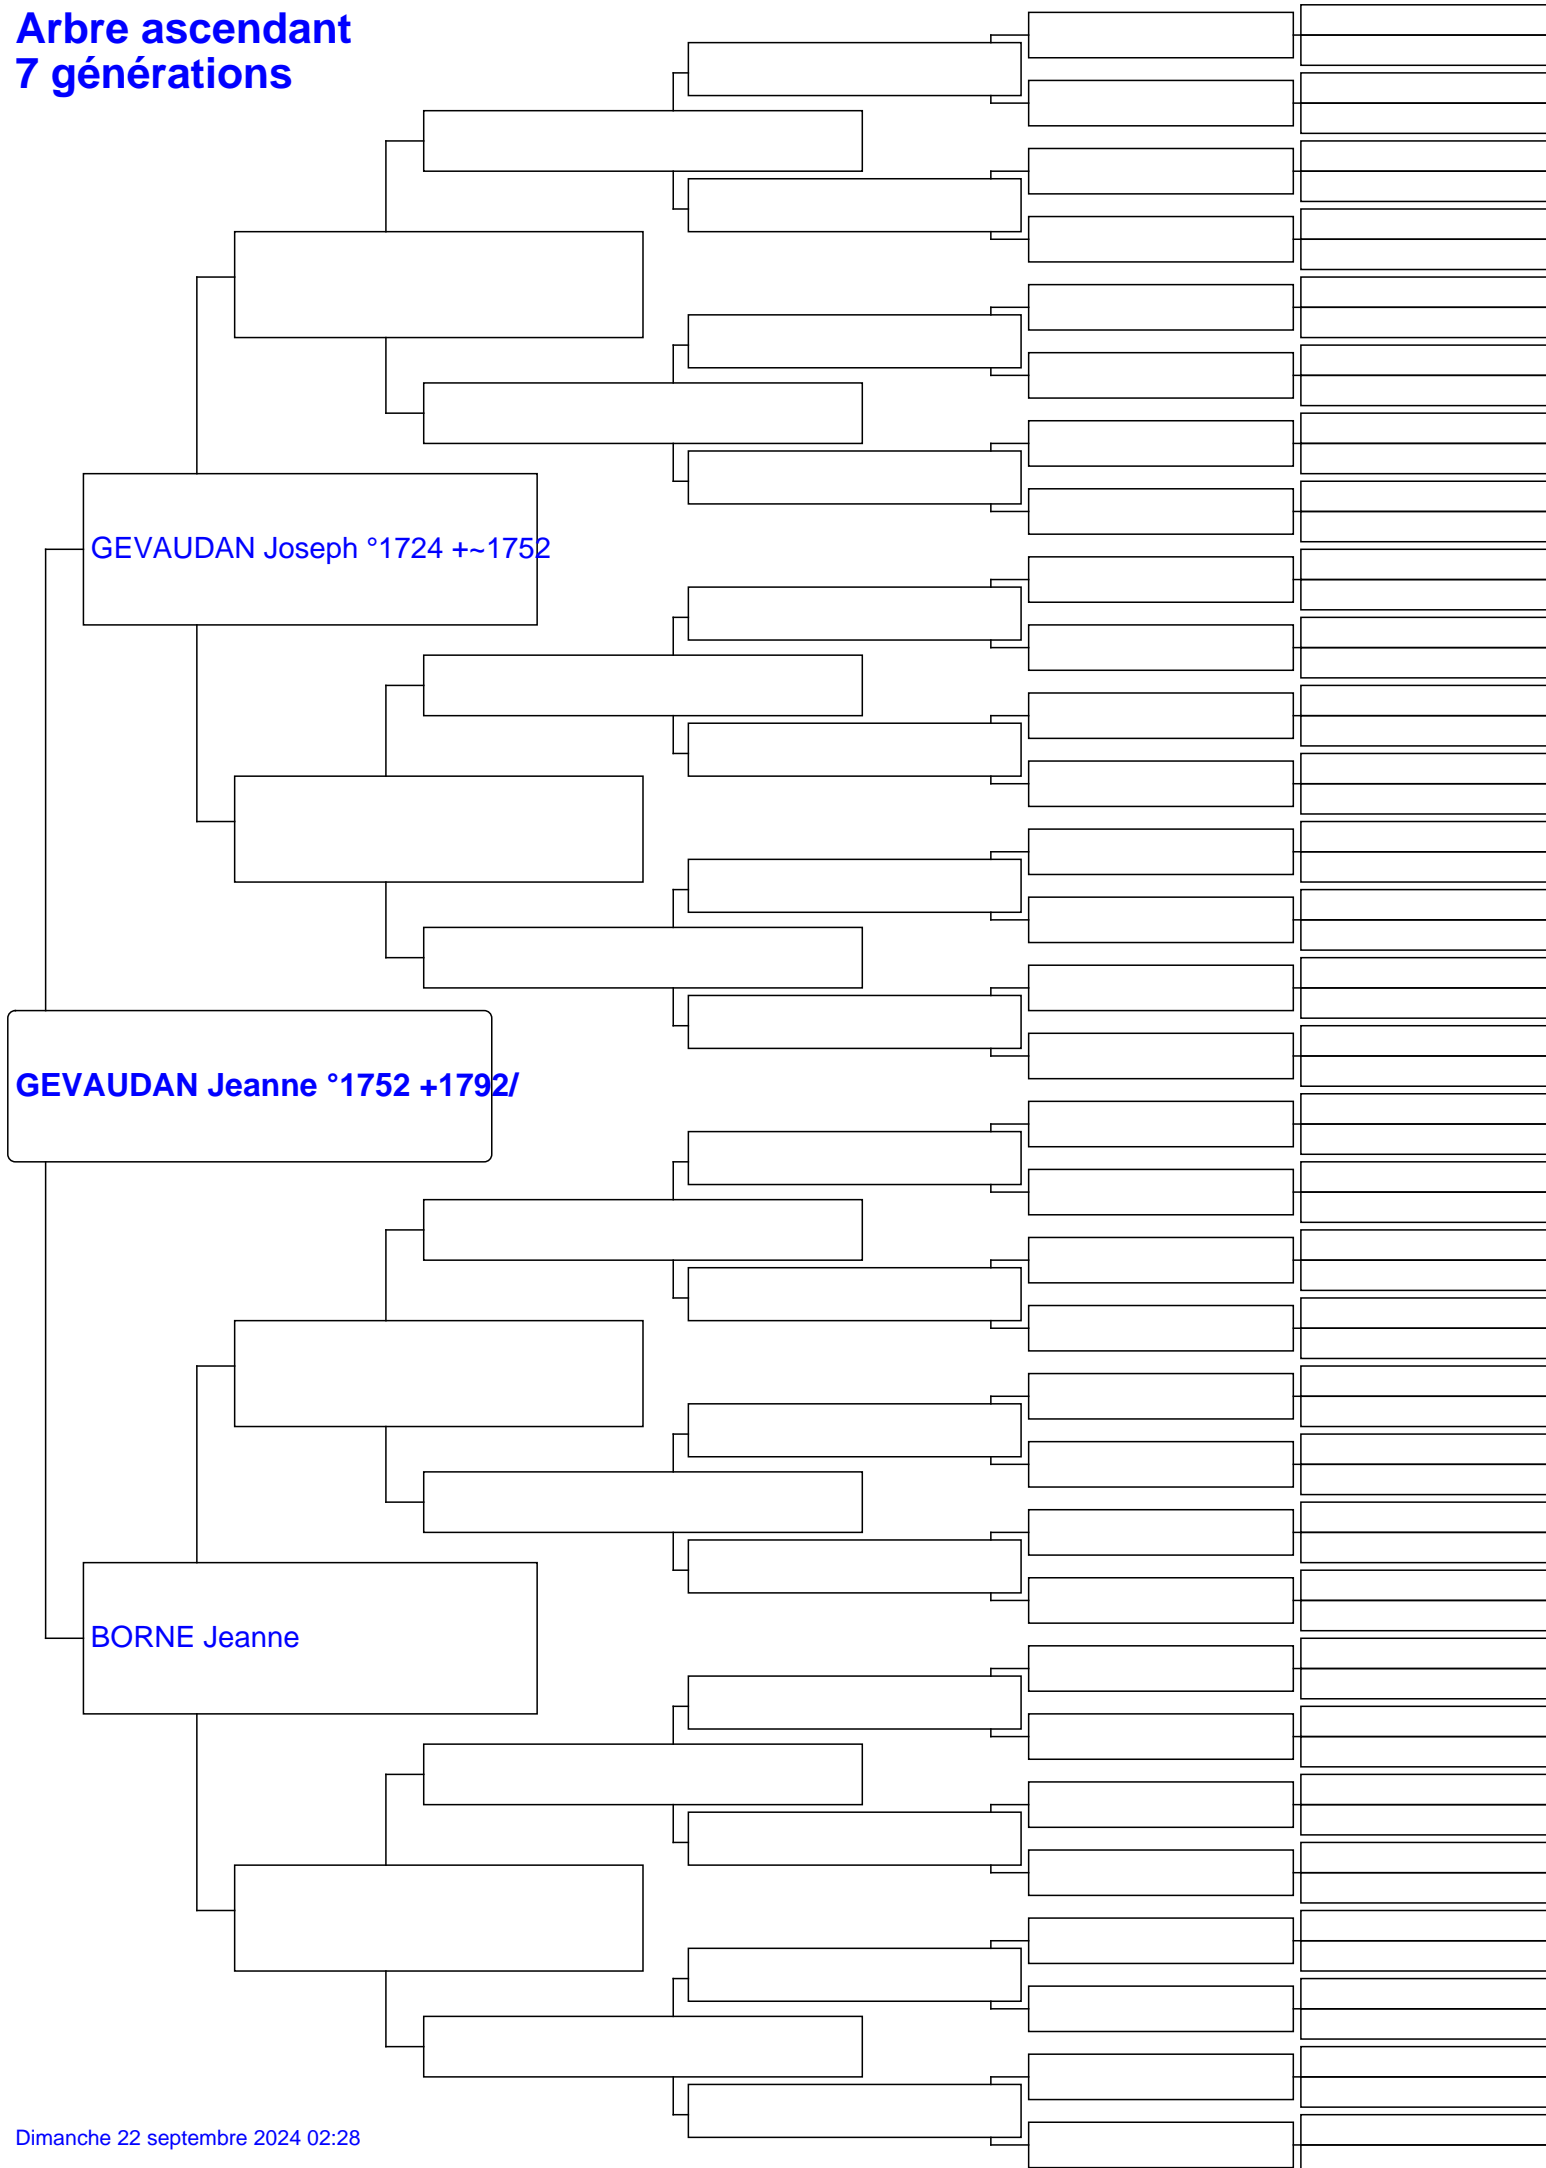 Arbre ascendant
7 générations
GEVAUDAN Joseph °1724 +~1752
GEVAUDAN Jeanne °1752 +1792/
BORNE Jeanne
Dimanche 22 septembre 2024 02:28